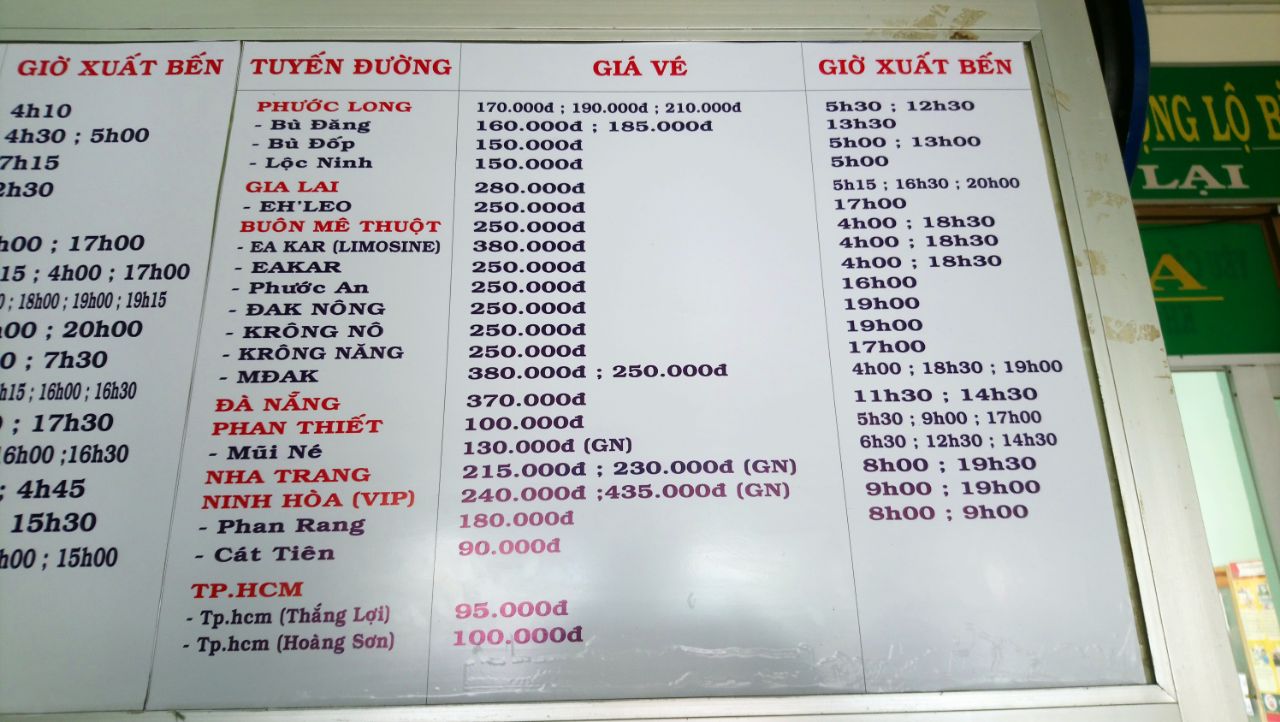 GIỜ XUẤT BẾN
4h10
4h30 ; 5h00
7h15
2h30
h00 ; 17h00
15 ; 4h00 ; 17h00
0 ; 18h00 ; 19h00 ; 19h15
h00 ; 20h00
0 ; 7h30
h15 ; 16h00 ; 16h30
; 17h30
16h00 ;16h30
; 4h45
15h30
h00 ; 15h00
TUYẾN ĐƯỜNG GIÁ VÉ GIỜ XUẤT BẾN
PHƯỚC LONG 170.000đ ; 190.000đ ; 210.000đ 5h30 ; 12h30
- Bù Đăng 160.000đ ; 185.000đ 13h30
- Bù Đốp 150.000đ 5h00 ; 13h00
- Lộc Ninh 150.000đ 5h00
GIA LAI 280.000đ 5h15 ; 16h30 ; 20h00
- EH'LEO 250.000đ 17h00
BUÔN MÊ THUỘT 250.000đ 4h00 ; 18h30
- EA KAR (LIMOSINE) 380.000đ 4h00 ; 18h30
- EAKAR 250.000đ 4h00 ; 18h30
- Phước An 250.000đ 16h00
- ĐAK NÔNG 250.000đ 19h00
- KRÔNG NÔ 250.000đ 19h00
- KRÔNG NĂNG 250.000đ 17h00
- MĐAK 380.000đ ; 250.000đ 4h00 ; 18h30 ; 19h00
ĐÀ NẴNG 370.000đ 11h30 ; 14h30
PHAN THIẾT 100.000đ 5h30 ; 9h00 ; 17h00
- Mũi Né 130.000đ (GN) 6h30 ; 12h30 ; 14h30
NHA TRANG 215.000đ ; 230.000đ (GN) 8h00 ; 19h30
NINH HÒA (VIP) 240.000đ ;435.000đ (GN) 9h00 ; 19h00
- Phan Rang 180.000đ 8h00 ; 9h00
- Cát Tiên 90.000đ
TP.HCM
- Tp.hcm (Thắng Lợi) 95.000đ
- Tp.hcm (Hoàng Sơn) 100.000đ
NG LỘ B
LẠI
A